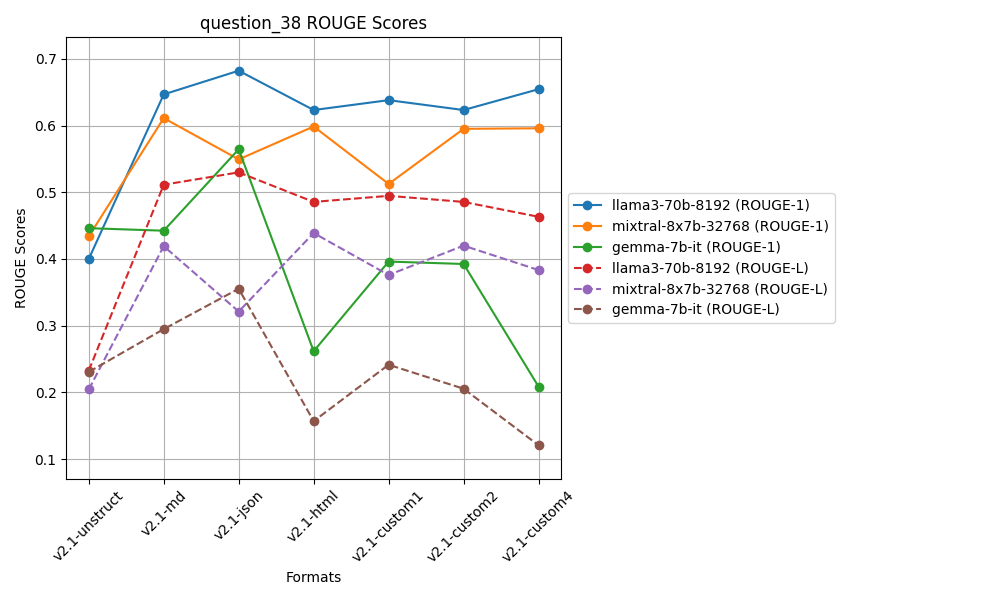 question_38 ROUGE Scores
ROUGE Scores
0.7
0.6
0.5
0.4
0.3
0.2
0.1
v2.1-unstruct
v2.1-md
v2.1-json
v2.1-html
v2.1-custom1
v2.1-custom2
v2.1-custom4
Formats
llama3-70b-8192 (ROUGE-1)
mixtral-8x7b-32768 (ROUGE-1)
gemma-7b-it (ROUGE-1)
llama3-70b-8192 (ROUGE-L)
mixtral-8x7b-32768 (ROUGE-L)
gemma-7b-it (ROUGE-L)